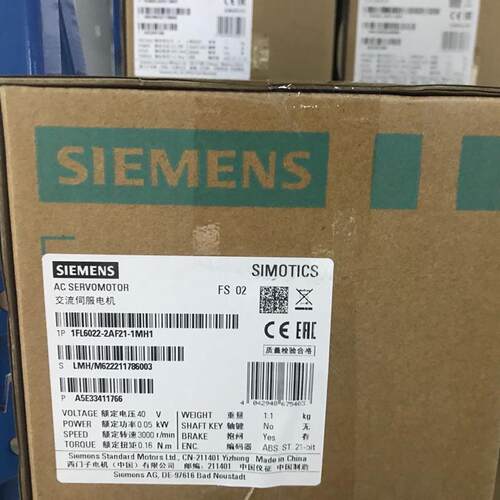 SIEMENS
SIEMENS
SIMOTICS
AC SERVOMOTOR
交流伺服电机
FS 02
1P 1FL6022-2AF21-1MH1
CE EAC
质量检验合格
S LMH/M622211786003
P A5E33411766
4 042948 675403
VOLTAGE 额定电压 40 V WEIGHT 重量 1.1 kg
POWER 额定功率 0.05 kW SHAFT KEY 轴键 No 无
SPEED 额定转速 3000 r/min BRAKE 抱闸 Yes 有
TORQUE 额定扭矩 0.16 N.m ENC. 编码器 ABS ST 21-bit
Siemens Standard Motors Ltd., CN-211401 Yizheng Made in China
西门子电机（中国）有限公司 邮编：211401 中国仪征 中国制造
Siemens AG, DE-97616 Bad Neustadt